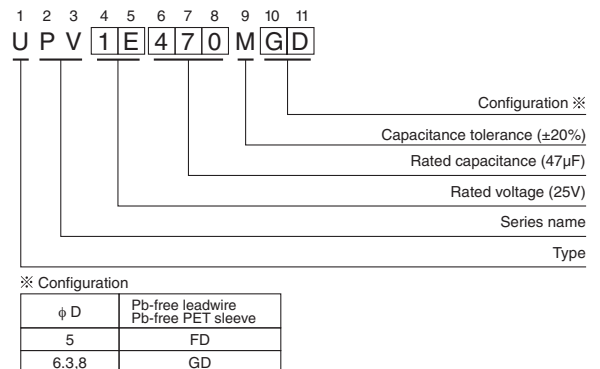 1 2 3 4 5 6 7 8 9 10 11
U P V 1 E 4 7 0 M G D
Configuration ※
Capacitance tolerance (±20%)
Rated capacitance (47µF)
Rated voltage (25V)
Series name
Type
※ Configuration
ϕ D
Pb-free leadwire
Pb-free PET sleeve
5 FD
6.3,8 GD